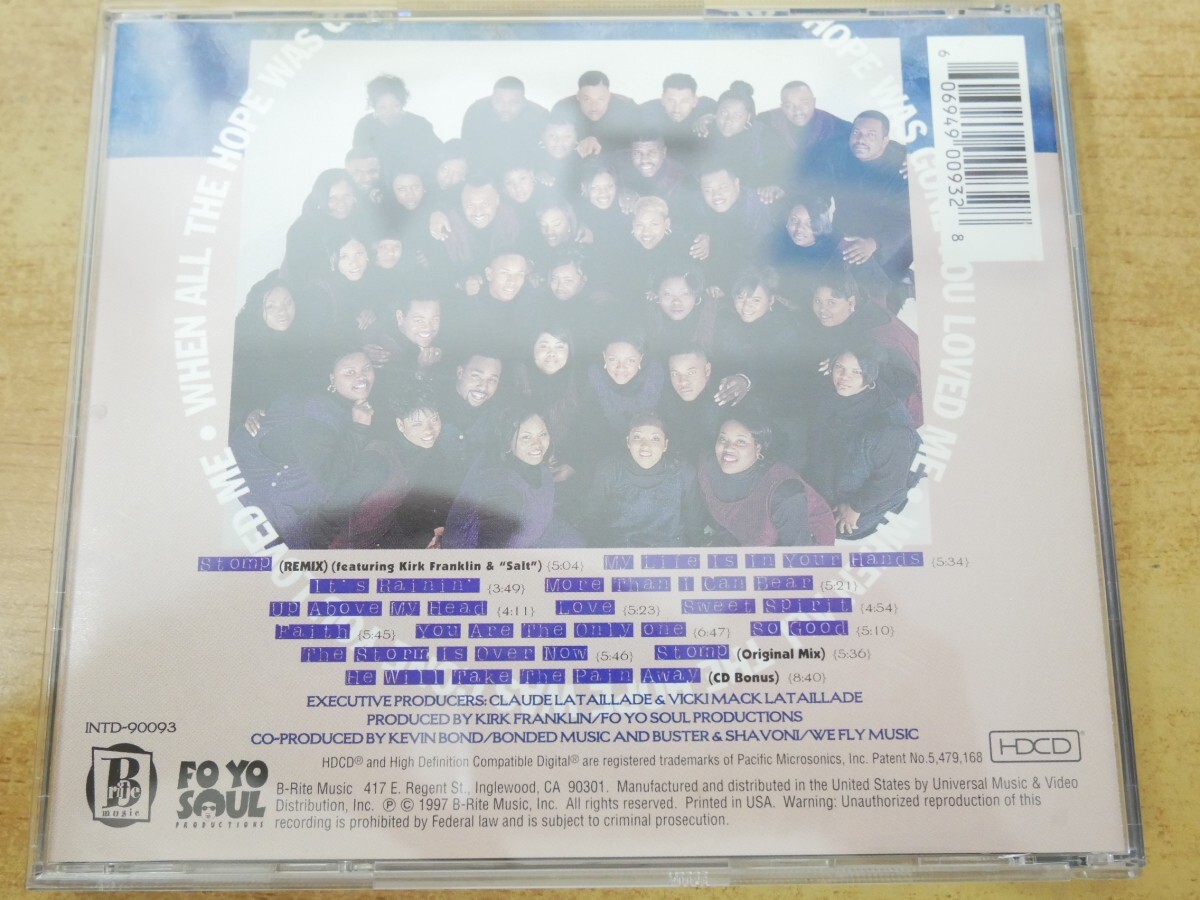 ME • WHEN ALL THE HOPE WAS
HOPE WAS GONE YOU LOVED ME • WHEN
6 06949 00932 8
Stomp (REMIX) (featuring Kirk Franklin & “Salt”) {5:04} My Life Is In Your Hands {5:34}
It's Rainin' {3:49} More Than I Can Bear {5:21}
Up Above My Head {4:11} Love {5:23} Sweet Spirit {4:54}
Faith {5:45} You Are The Only One {6:47} So Good {5:10}
The Storm Is Over Now {5:46} Stomp (Original Mix) {5:36}
He Will Take The Pain Away (CD Bonus) {8:40}
EXECUTIVE PRODUCERS: CLAUDE LATAILLADE & VICKI MACK LATAILLADE
PRODUCED BY KIRK FRANKLIN/FO YO SOUL PRODUCTIONS
CO-PRODUCED BY KEVIN BOND/BONDED MUSIC AND BUSTER & SHAVONI/WE FLY MUSIC
INTD-90093
HDCD® and High Definition Compatible Digital® are registered trademarks of Pacific Microsonics, Inc. Patent No.5,479,168
HDCD
B-Rite Music 417 E. Regent St., Inglewood, CA 90301. Manufactured and distributed in the United States by Universal Music & Video
Distribution, Inc. ℗ © 1997 B-Rite Music, Inc. All rights reserved. Printed in USA. Warning: Unauthorized reproduction of this
recording is prohibited by Federal law and is subject to criminal prosecution.
B
rite
music
FO YO
SOUL
PRODUCTIONS